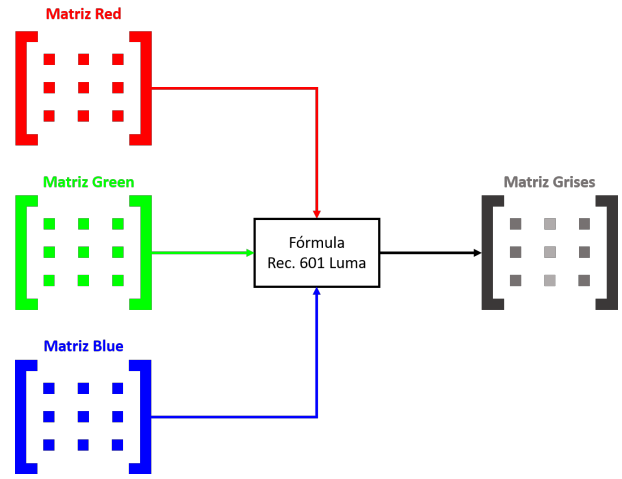 Matriz Red
Matriz Green
Matriz Grises
Fórmula
Rec. 601 Luma
Matriz Blue